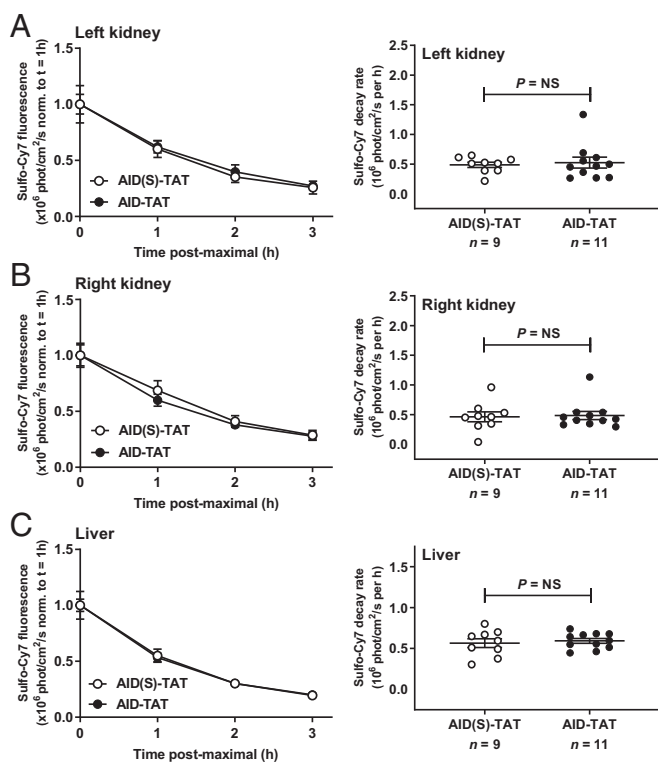 A
Left kidney
Sulfo-Cy7 fluorescence
(x10⁶ phot/cm²/s norm. to t = 1h)
1.5
1.0
0.5
0.0
AID(S)-TAT
AID-TAT
0 1 2 3
Time post-maximal (h)
Left kidney
Sulfo-Cy7 decay rate
(10⁶ phot/cm²/s per h)
2.5
2.0
1.5
1.0
0.5
0.0
P = NS
AID(S)-TAT AID-TAT
n = 9 n = 11
B
Right kidney
Sulfo-Cy7 fluorescence
(x10⁶ phot/cm²/s norm. to t = 1h)
1.5
1.0
0.5
0.0
AID(S)-TAT
AID-TAT
0 1 2 3
Time post-maximal (h)
Right kidney
Sulfo-Cy7 decay rate
(10⁶ phot/cm²/s per h)
2.5
2.0
1.5
1.0
0.5
0.0
P = NS
AID(S)-TAT AID-TAT
n = 9 n = 11
C
Liver
Sulfo-Cy7 fluorescence
(x10⁶ phot/cm²/s norm. to t = 1h)
1.5
1.0
0.5
0.0
AID(S)-TAT
AID-TAT
0 1 2 3
Time post-maximal (h)
Liver
Sulfo-Cy7 decay rate
(10⁶ phot/cm²/s per h)
2.5
2.0
1.5
1.0
0.5
0.0
P = NS
AID(S)-TAT AID-TAT
n = 9 n = 11